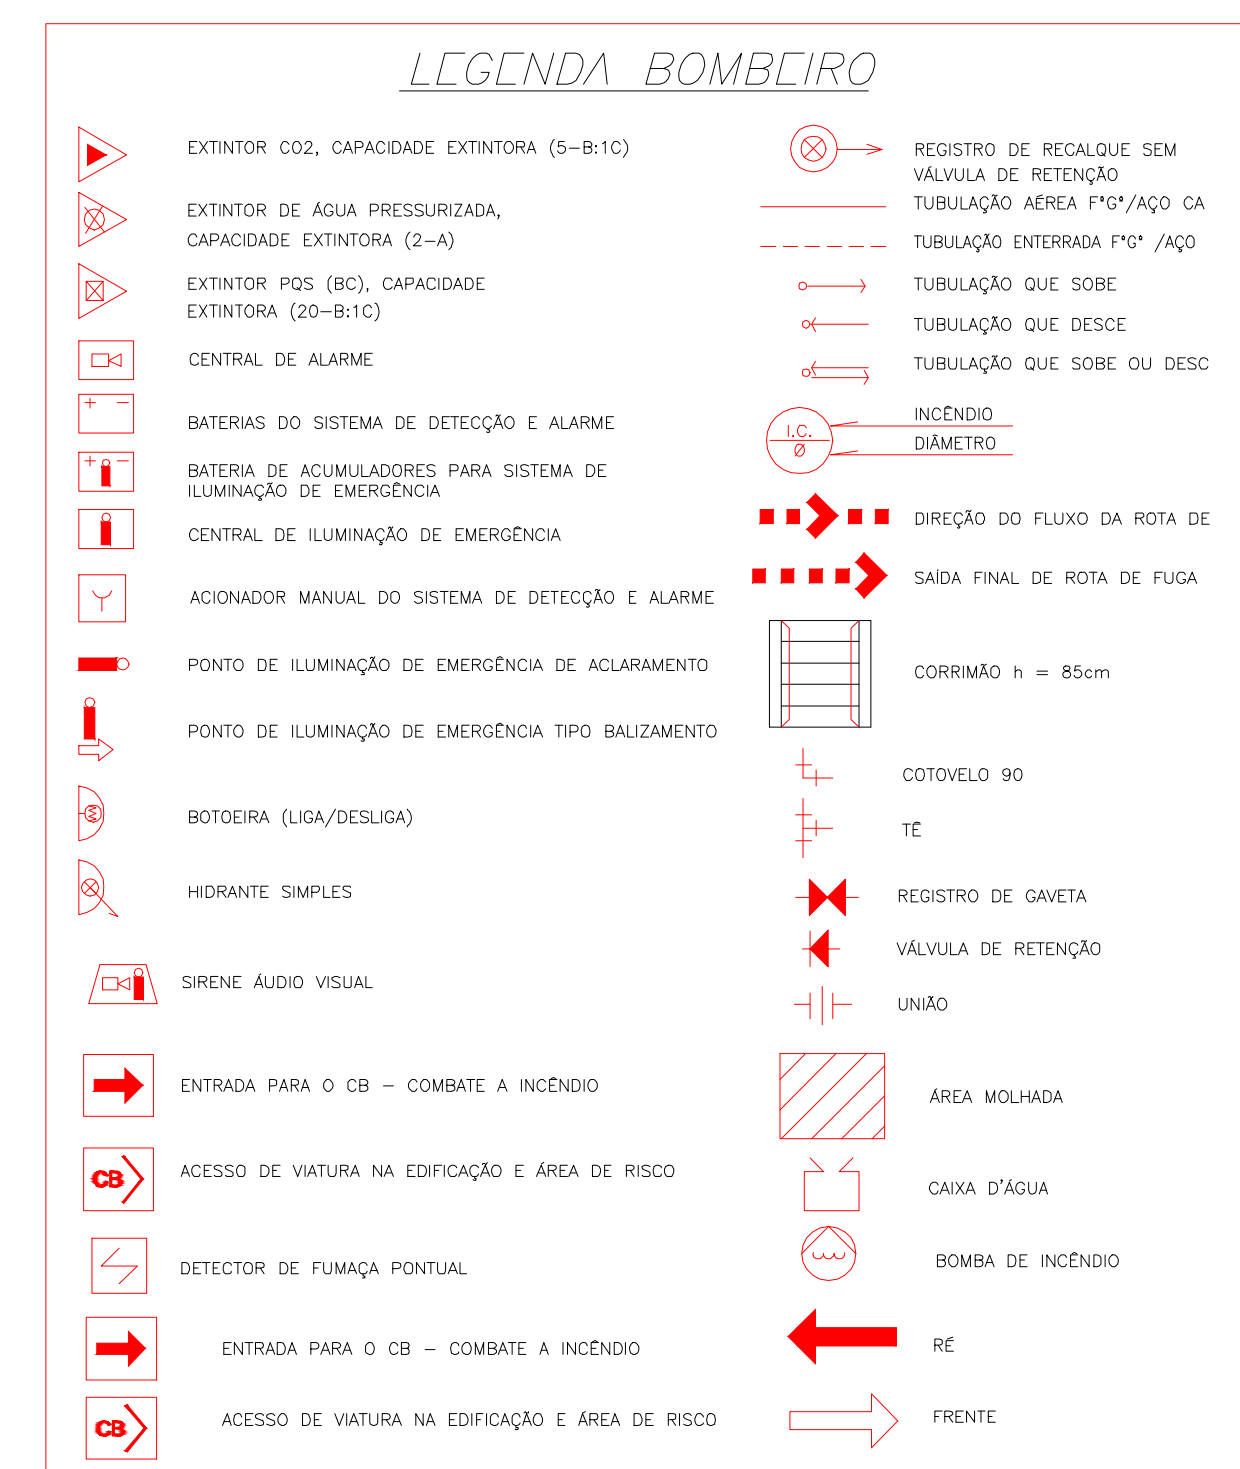 LEGENDA BOMBEIRO
EXTINTOR CO2, CAPACIDADE EXTINTORA (5-B:1C)
EXTINTOR DE ÁGUA PRESSURIZADA,
CAPACIDADE EXTINTORA (2-A)
EXTINTOR PQS (BC), CAPACIDADE
EXTINTORA (20-B:1C)
CENTRAL DE ALARME
+ -
BATERIAS DO SISTEMA DE DETECÇÃO E ALARME
+ -
BATERIA DE ACUMULADORES PARA SISTEMA DE
ILUMINAÇÃO DE EMERGÊNCIA
CENTRAL DE ILUMINAÇÃO DE EMERGÊNCIA
ACIONADOR MANUAL DO SISTEMA DE DETECÇÃO E ALARME
PONTO DE ILUMINAÇÃO DE EMERGÊNCIA DE ACLARAMENTO
PONTO DE ILUMINAÇÃO DE EMERGÊNCIA TIPO BALIZAMENTO
BOTOEIRA (LIGA/DESLIGA)
HIDRANTE SIMPLES
SIRENE ÁUDIO VISUAL
ENTRADA PARA O CB - COMBATE A INCÊNDIO
CB
ACESSO DE VIATURA NA EDIFICAÇÃO E ÁREA DE RISCO
DETECTOR DE FUMAÇA PONTUAL
ENTRADA PARA O CB - COMBATE A INCÊNDIO
CB
ACESSO DE VIATURA NA EDIFICAÇÃO E ÁREA DE RISCO
REGISTRO DE RECALQUE SEM
VÁLVULA DE RETENÇÃO
TUBULAÇÃO AÉREA F°G°/AÇO CA
TUBULAÇÃO ENTERRADA F°G° /AÇO
TUBULAÇÃO QUE SOBE
TUBULAÇÃO QUE DESCE
TUBULAÇÃO QUE SOBE OU DESC
I.C.
Ø
INCÊNDIO
DIÂMETRO
DIREÇÃO DO FLUXO DA ROTA DE
SAÍDA FINAL DE ROTA DE FUGA
CORRIMÃO h = 85cm
COTOVELO 90
TÊ
REGISTRO DE GAVETA
VÁLVULA DE RETENÇÃO
UNIÃO
ÁREA MOLHADA
CAIXA D'ÁGUA
BOMBA DE INCÊNDIO
RÉ
FRENTE